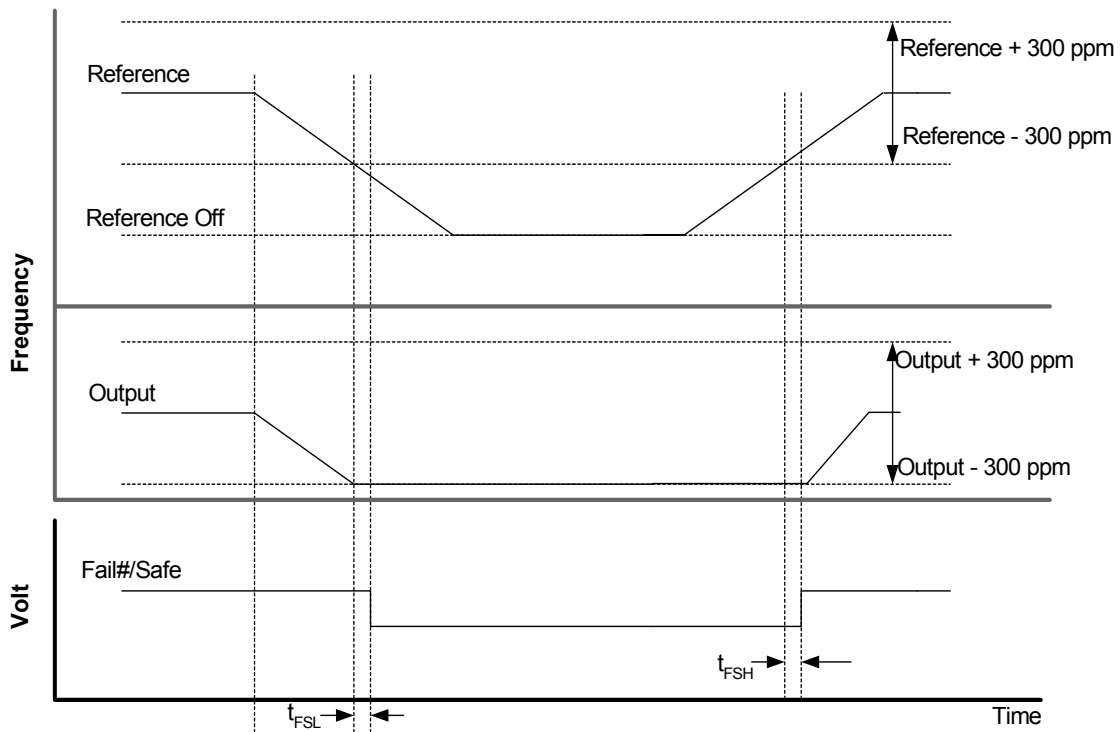 Reference
Reference + 300 ppm
Reference - 300 ppm
Reference Off
Frequency
Output + 300 ppm
Output
Output - 300 ppm
Fail#/Safe
Volt
tFSH
tFSL
Time